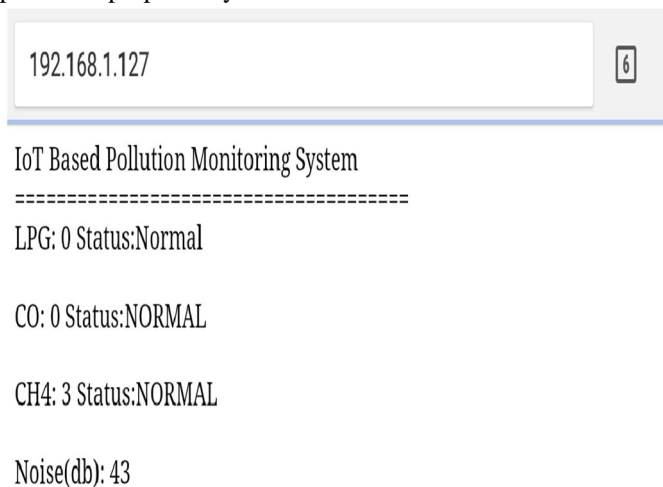 192.168.1.127
6
IoT Based Pollution Monitoring System
======================================
LPG: 0 Status:Normal
CO: 0 Status:NORMAL
CH4: 3 Status:NORMAL
Noise(db): 43